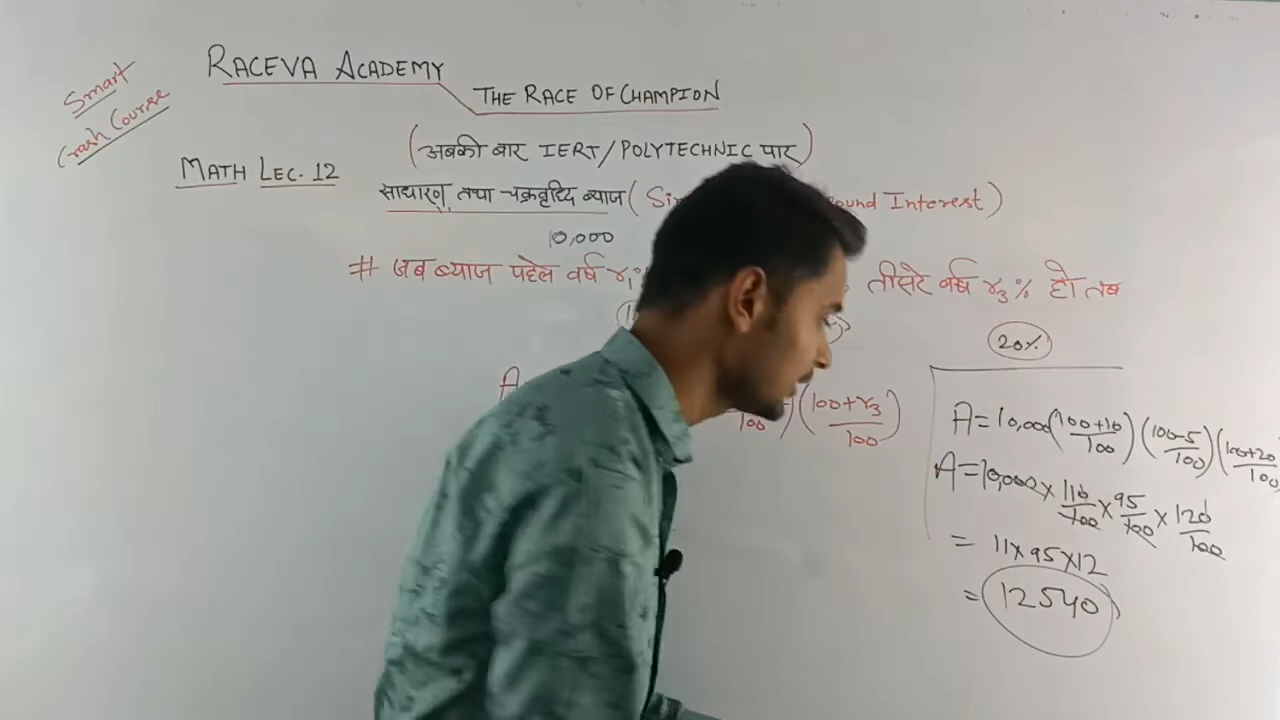 Smart
Crash Course
RACEVA ACADEMY
THE RACE OF CHAMPION
(अबकी बार IERT/POLYTECHNIC पार)
MATH LEC. 12
साधारण तथा चक्रवृद्धि ब्याज ( Interest)
10,000
# जब ब्याज पहेल वर्ष r₁% तीसरे वर्ष r₃% हो तब
20%
A
100 ) (100+r₃/100)
A=10,000(100+10/100)(100-5/100)(100+20/100
A=10,000×110/100×95/100×120/100
= 11×95×12
= 12540